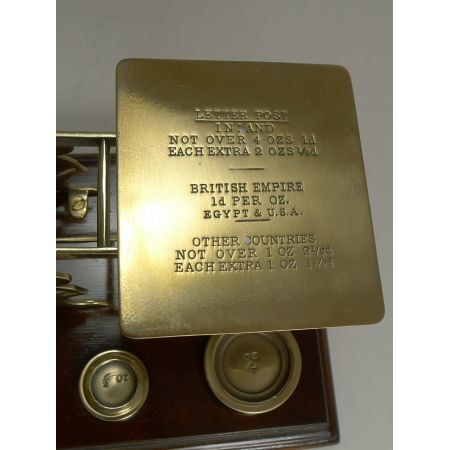 LETTER POST
INLAND
NOT OVER 4 OZS 1d
EACH EXTRA 2 OZS ½d
BRITISH EMPIRE
1d PER OZ.
EGYPT & U.S.A.
OTHER COUNTRIES
NOT OVER 1 OZ 2½d
EACH EXTRA 1 OZ 1½d